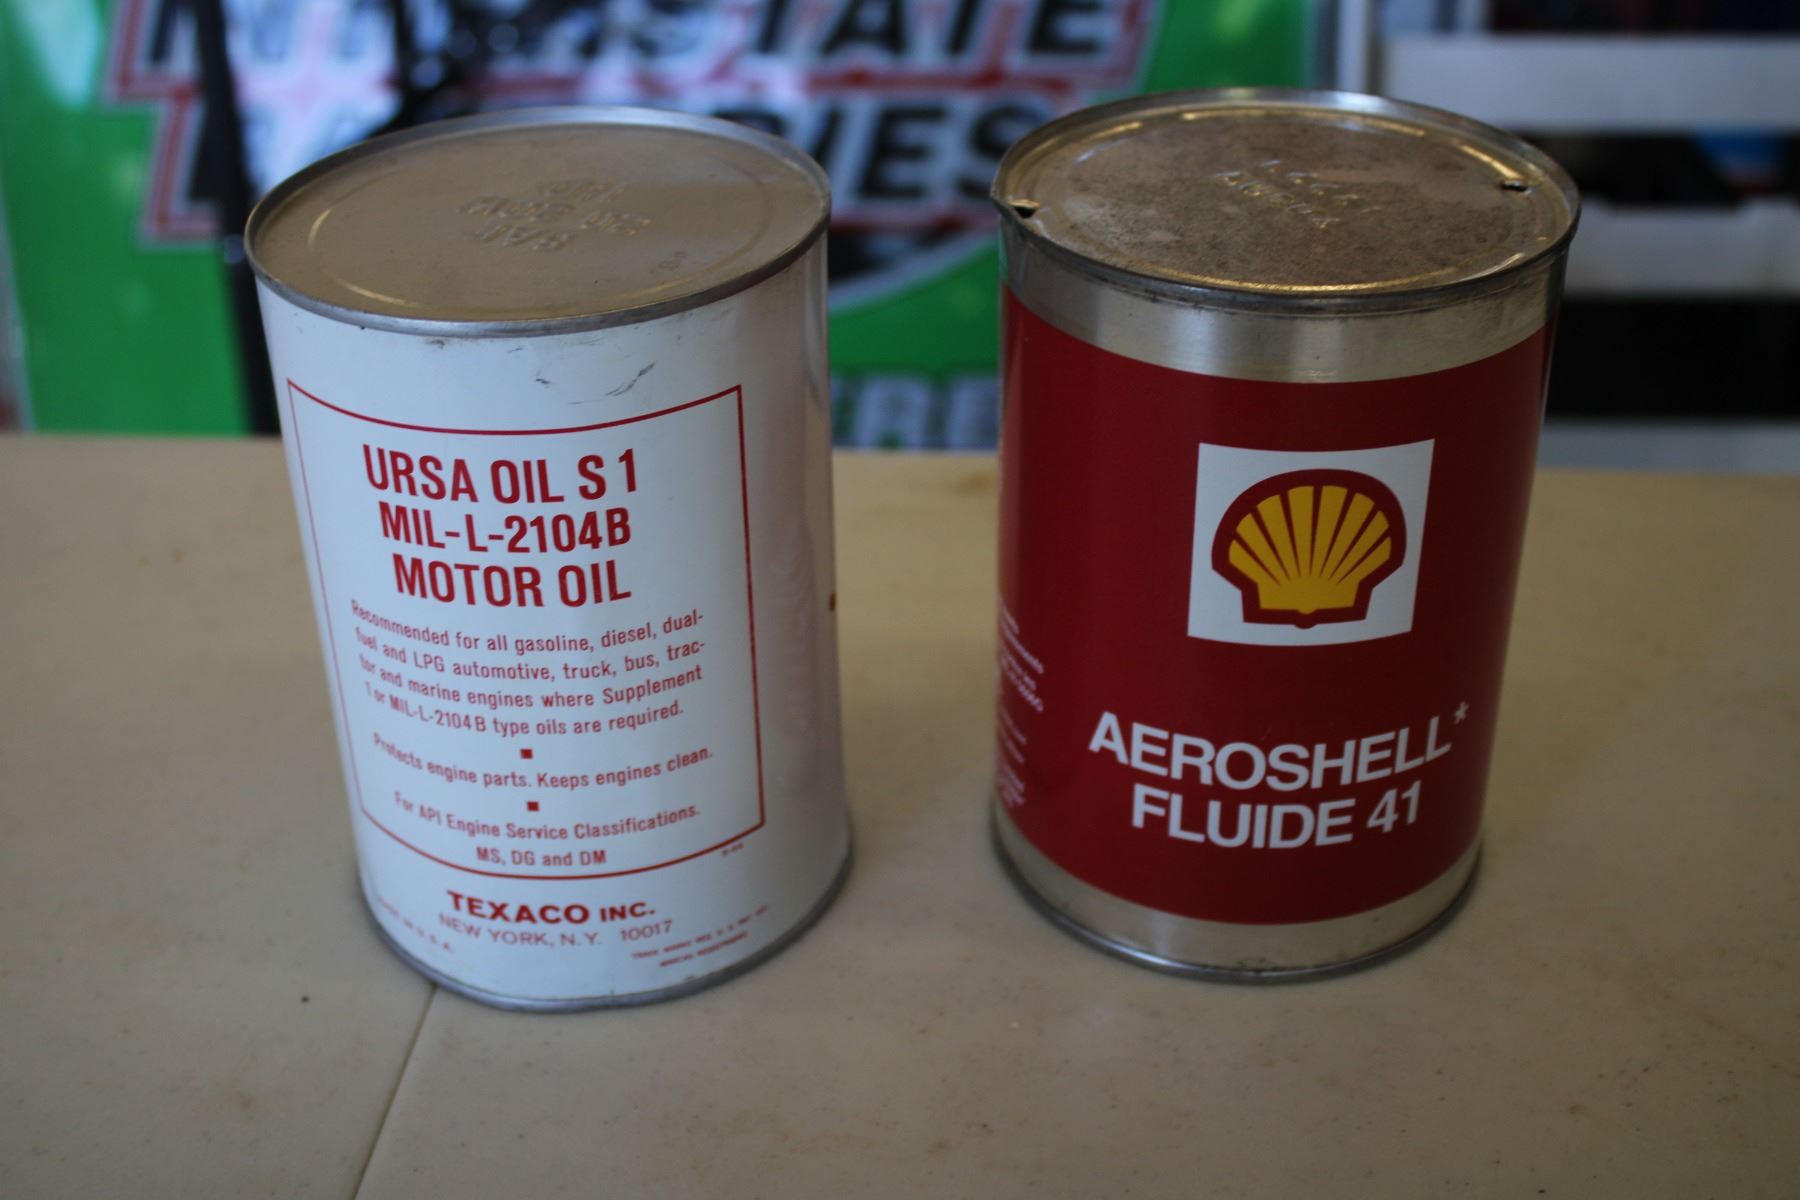 URSA OIL S 1
MIL-L-2104B
MOTOR OIL
Recommended for all gasoline, diesel, dual-
fuel and LPG automotive, truck, bus, trac-
tor and marine engines where Supplement
1 or MIL-L-2104B type oils are required.
Protects engine parts. Keeps engines clean.
For API Engine Service Classifications.
MS, DG and DM
TEXACO INC.
NEW YORK, N.Y. 10017
U.S.A.
AEROSHELL*
FLUIDE 41